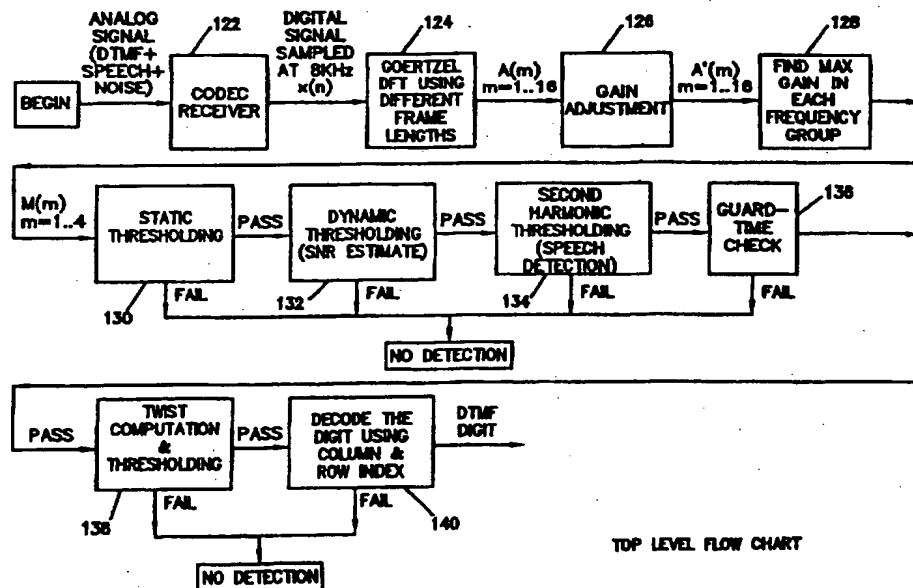 BEGIN
ANALOG
SIGNAL
(DTMF+
SPEECH+
NOISE)
122
CODEC
RECEIVER
DIGITAL
SIGNAL
SAMPLED
AT 8KHz
x(n)
124
GOERTZEL
DFT USING
DIFFERENT
FRAME
LENGTHS
A(m)
m=1..16
126
GAIN
ADJUSTMENT
A'(m)
m=1..16
128
FIND MAX
GAIN IN
EACH
FREQUENCY
GROUP
M(m)
m=1..4
STATIC
THRESHOLDING
130
PASS
FAIL
DYNAMIC
THRESHOLDING
(SNR ESTIMATE)
132
PASS
FAIL
SECOND
HARMONIC
THRESHOLDING
(SPEECH
DETECTION)
134
PASS
FAIL
GUARD-
TIME
CHECK
136
FAIL
NO DETECTION
PASS
TWIST
COMPUTATION
&
THRESHOLDING
138
PASS
FAIL
DECODE THE
DIGIT USING
COLUMN &
ROW INDEX
140
FAIL
DTMF
DIGIT
NO DETECTION
TOP LEVEL FLOW CHART